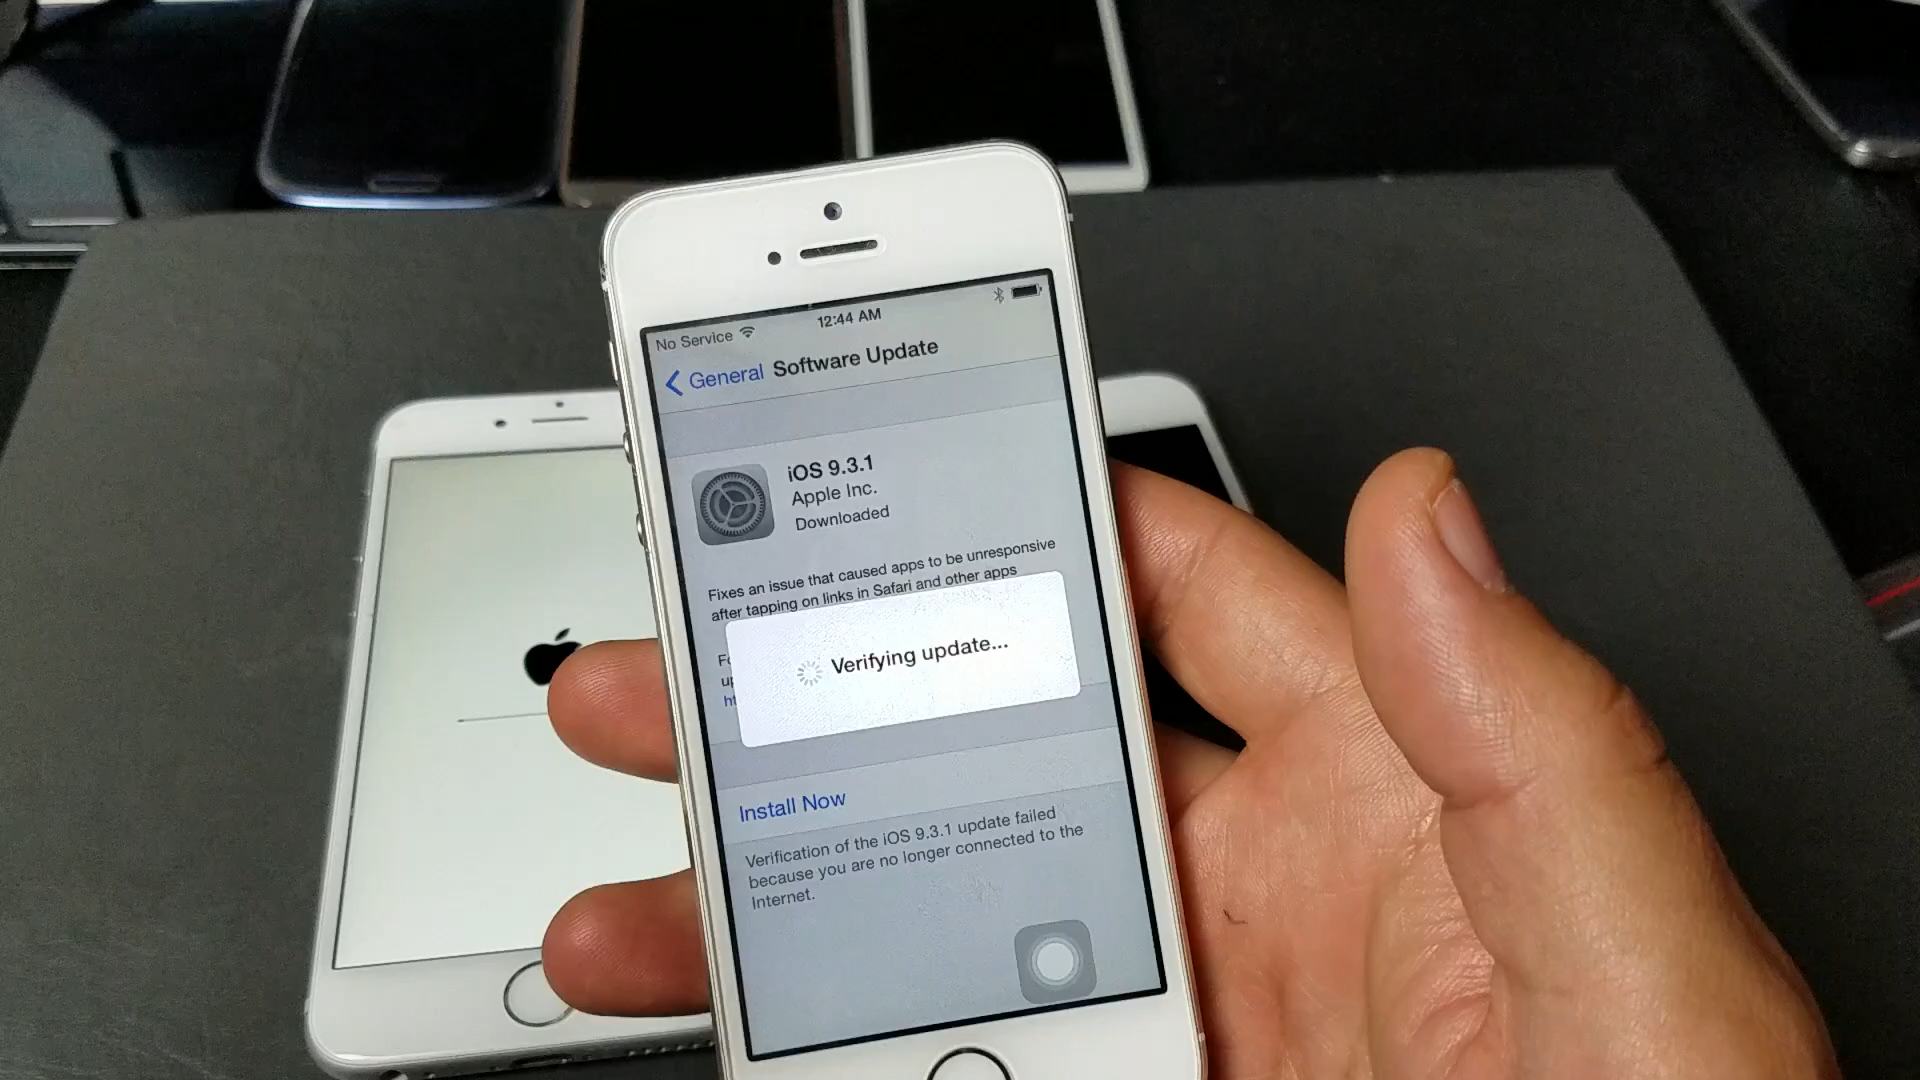 No Service
12:44 AM
General Software Update
iOS 9.3.1
Apple Inc.
Downloaded
Fixes an issue that caused apps to be unresponsive
after tapping on links in Safari and other apps
Verifying update...
Install Now
Verification of the iOS 9.3.1 update failed
because you are no longer connected to the
Internet.